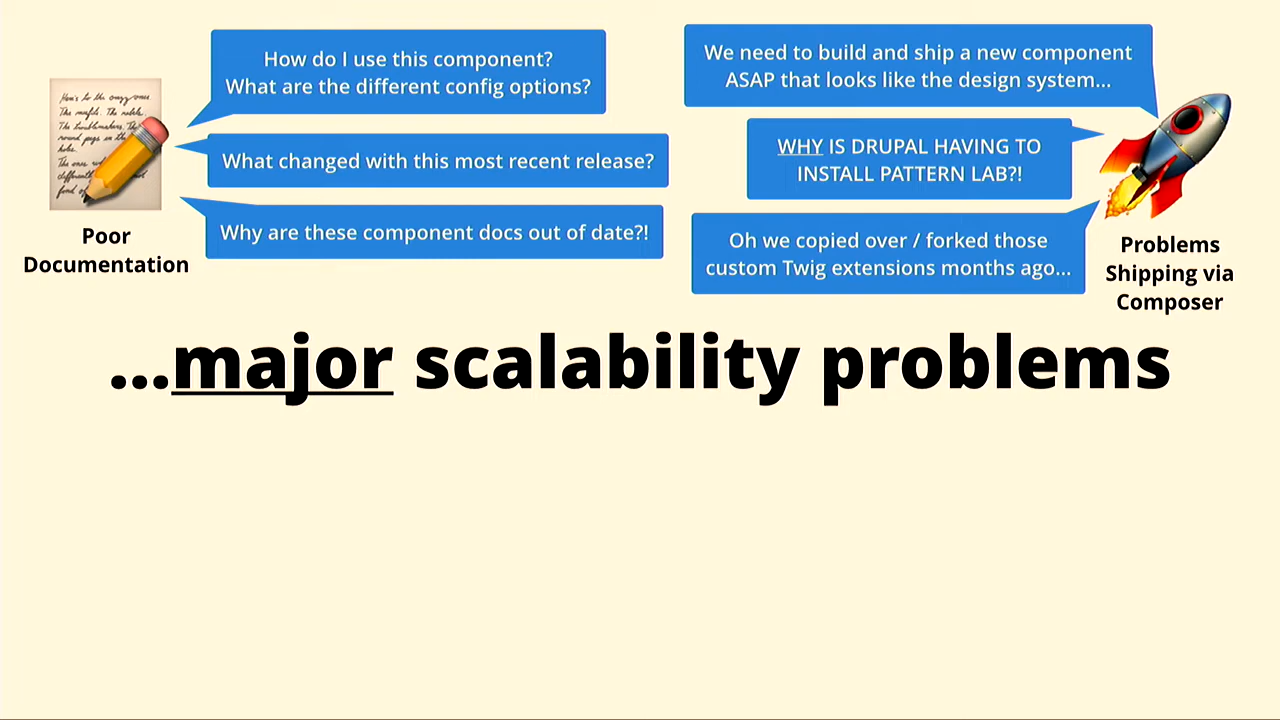 How do I use this component?
What are the different config options?
What changed with this most recent release?
Why are these component docs out of date?!
Poor
Documentation
We need to build and ship a new component
ASAP that looks like the design system...
WHY IS DRUPAL HAVING TO
INSTALL PATTERN LAB?!
Oh we copied over / forked those
custom Twig extensions months ago...
Problems
Shipping via
Composer
...major scalability problems